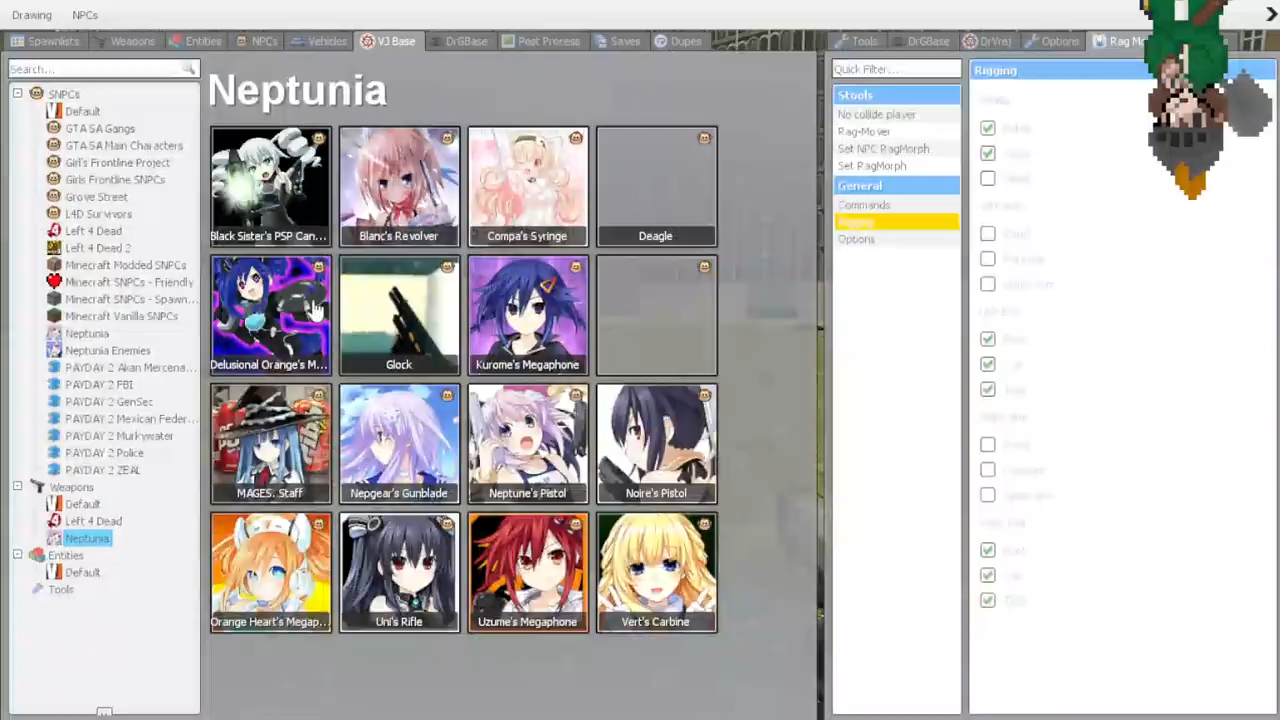 Drawing NPCs
Spawnlists Weapons Entities NPCs Vehicles VJ Base DrGBase Post Process Saves Dupes
Tools DrGBase DrVrej Options Rag Mo
Search...
SNPCs
Default
GTA SA Gangs
GTA SA Main Characters
Girl's Frontline Project
Girls Frontline SNPCs
Grove Street
L4D Survivors
Left 4 Dead
Left 4 Dead 2
Minecraft Modded SNPCs
Minecraft SNPCs - Friendly
Minecraft SNPCs - Spawn...
Minecraft Vanilla SNPCs
Neptunia
Neptunia Enemies
PAYDAY 2 Akan Mercena...
PAYDAY 2 FBI
PAYDAY 2 GenSec
PAYDAY 2 Mexican Feder...
PAYDAY 2 Murkywater
PAYDAY 2 Police
PAYDAY 2 ZEAL
Weapons
Default
Left 4 Dead
Neptunia
Entities
Default
Tools
Neptunia
Black Sister's PSP Can...
Blanc's Revolver
Compa's Syringe
Deagle
Delusional Orange's M...
Glock
Kurome's Megaphone
MAGES. Staff
Nepgear's Gunblade
Neptune's Pistol
Noire's Pistol
Orange Heart's Megap...
Uni's Rifle
Uzume's Megaphone
Vert's Carbine
Quick Filter...
Stools
No collide player
Rag-Mover
Set NPC RagMorph
Set RagMorph
General
Commands
Rigging
Options
Rigging